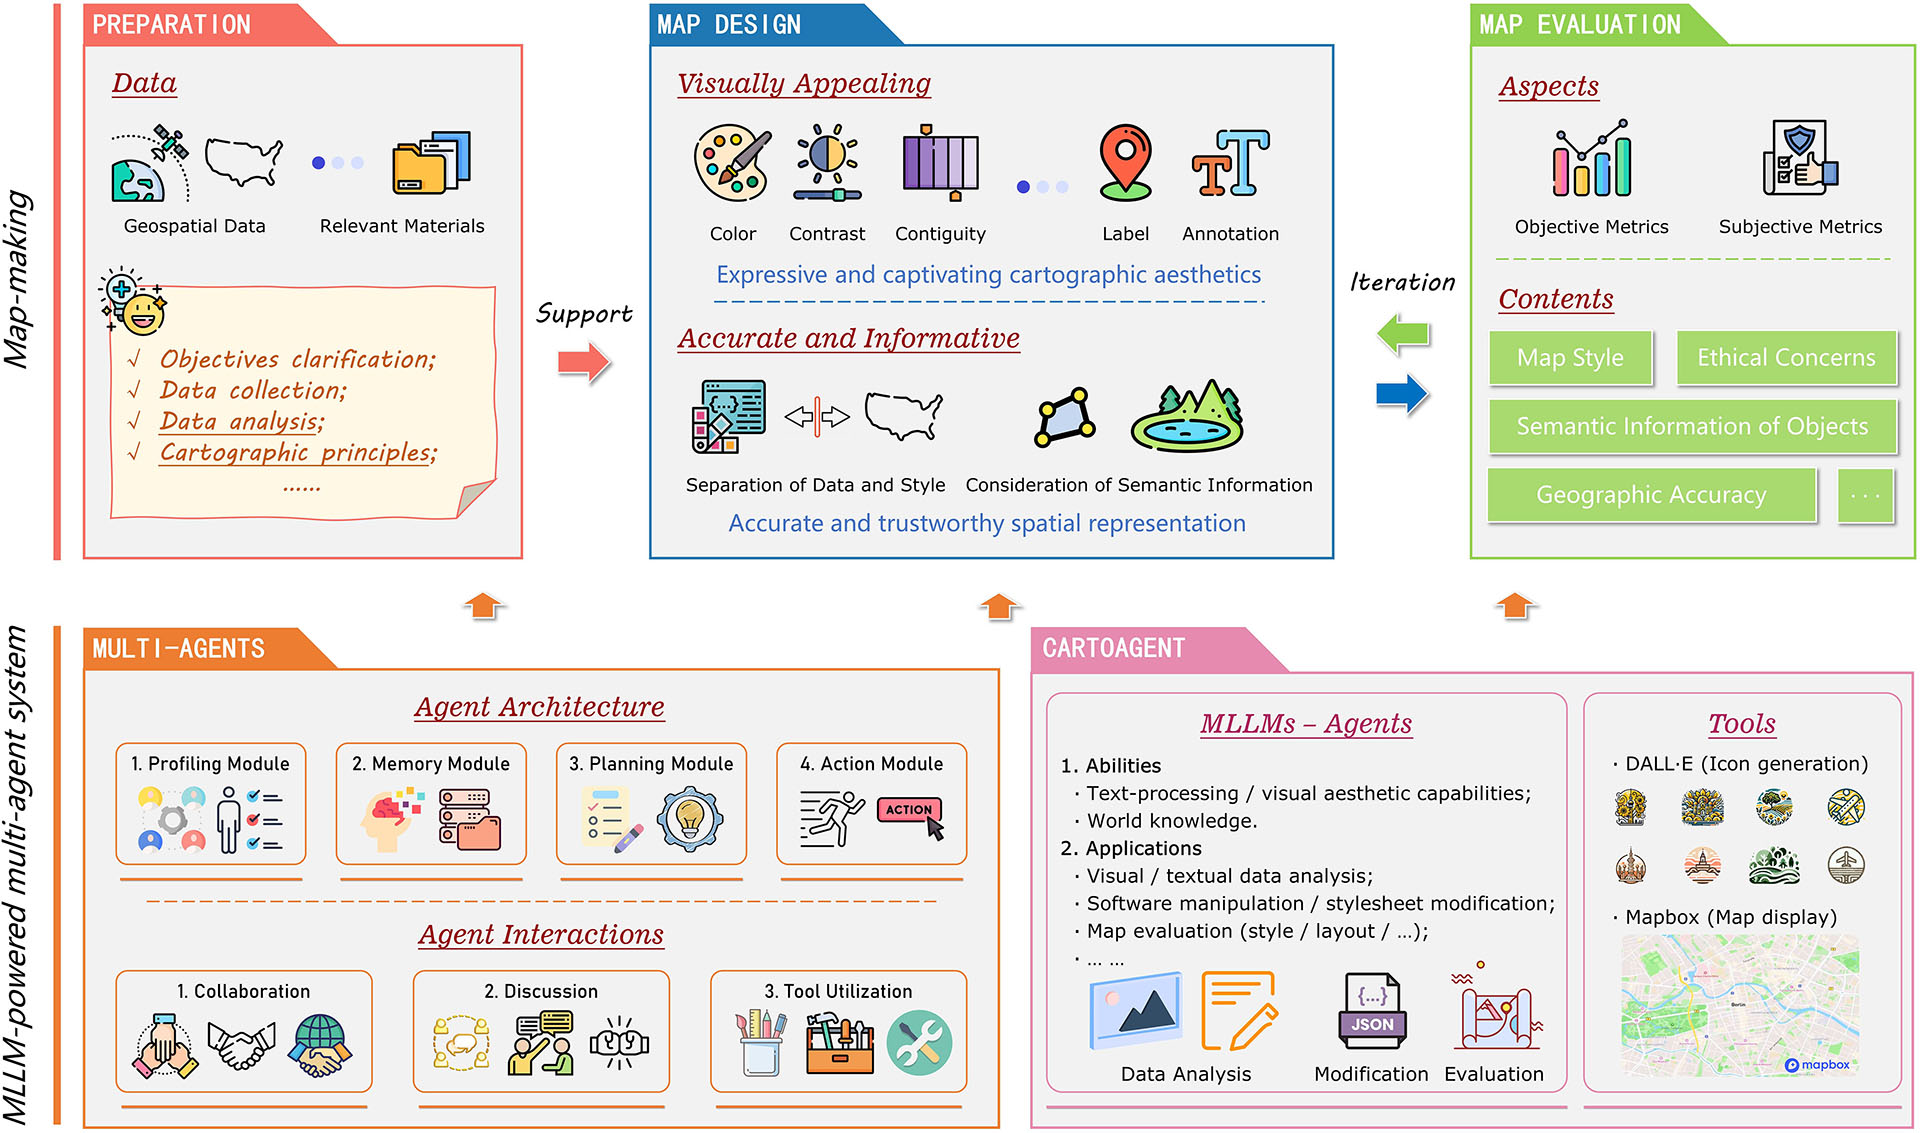 Map-making
PREPARATION
Data
Geospatial Data
Relevant Materials
√ Objectives clarification;
√ Data collection;
√ Data analysis;
√ Cartographic principles;
......
Support
MAP DESIGN
Visually Appealing
Color
Contrast
Contiguity
Label
Annotation
Expressive and captivating cartographic aesthetics
Accurate and Informative
Separation of Data and Style
Consideration of Semantic Information
Accurate and trustworthy spatial representation
Iteration
MAP EVALUATION
Aspects
Objective Metrics
Subjective Metrics
Contents
Map Style
Ethical Concerns
Semantic Information of Objects
Geographic Accuracy
...
MLLM-powered multi-agent system
MULTI-AGENTS
Agent Architecture
1. Profiling Module
2. Memory Module
3. Planning Module
4. Action Module
ACTION
Agent Interactions
1. Collaboration
2. Discussion
3. Tool Utilization
CARTOAGENT
MLLMs – Agents
1. Abilities
· Text-processing / visual aesthetic capabilities;
· World knowledge.
2. Applications
· Visual / textual data analysis;
· Software manipulation / stylesheet modification;
· Map evaluation (style / layout / ...);
· ... ...
{...}
JSON
Data Analysis
Modification
Evaluation
Tools
· DALL·E (Icon generation)
· Mapbox (Map display)
Berlin
mapbox